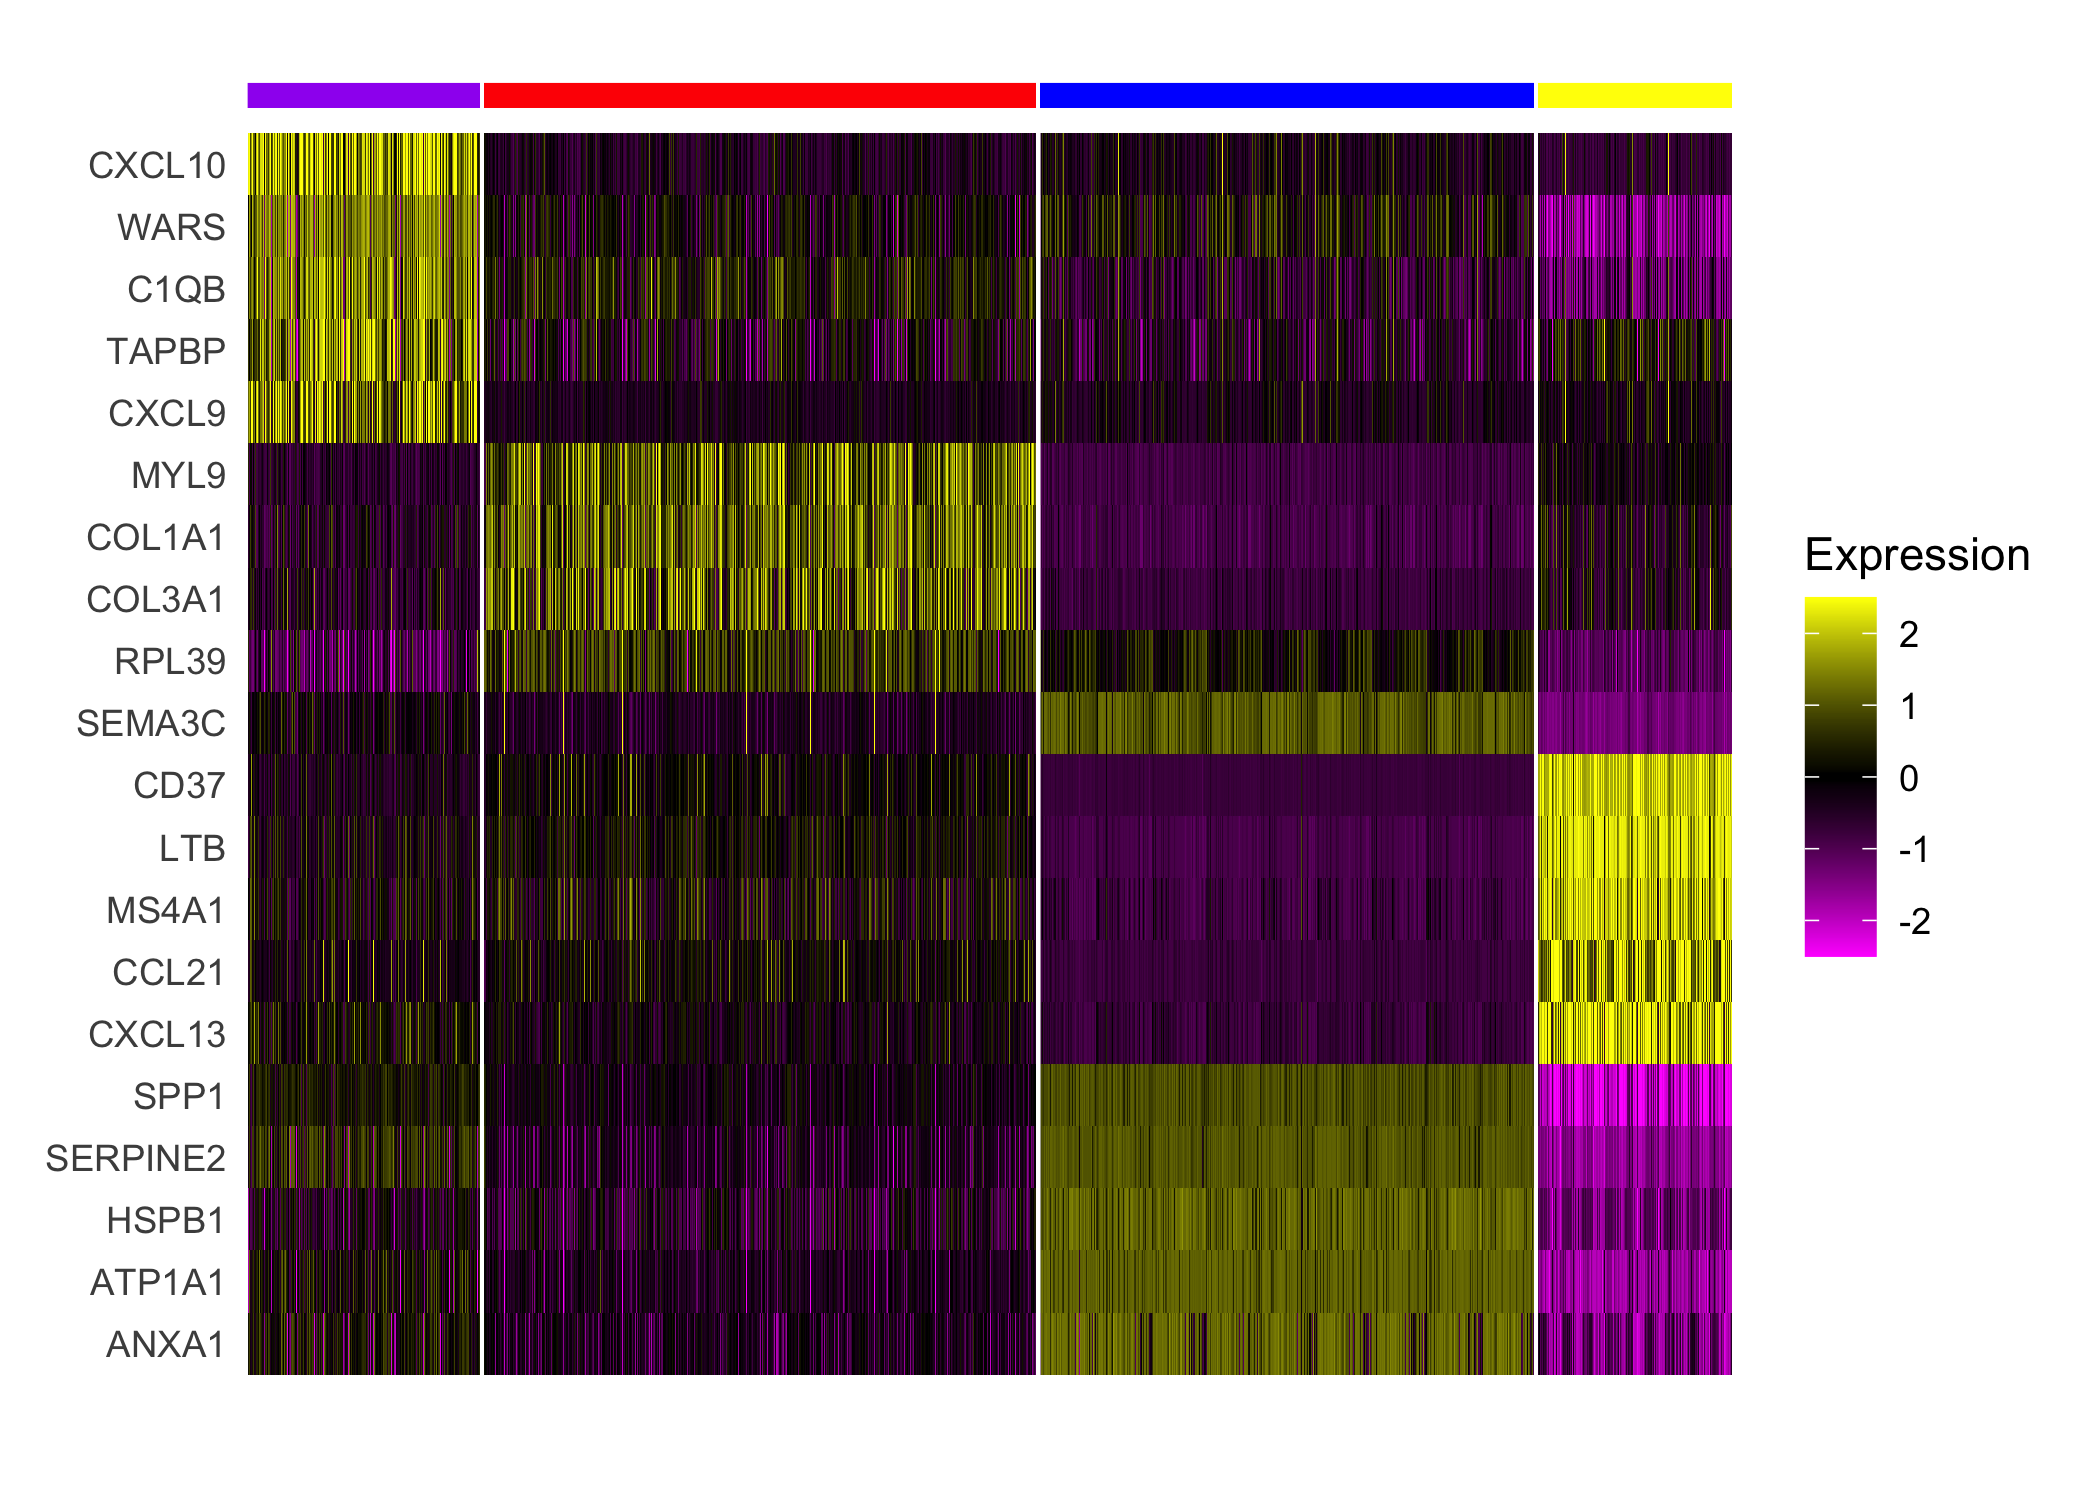 CXCL10
WARS
C1QB
TAPBP
CXCL9
MYL9
COL1A1
COL3A1
RPL39
SEMA3C
CD37
LTB
MS4A1
CCL21
CXCL13
SPP1
SERPINE2
HSPB1
ATP1A1
ANXA1
Expression
2
1
0
-1
-2